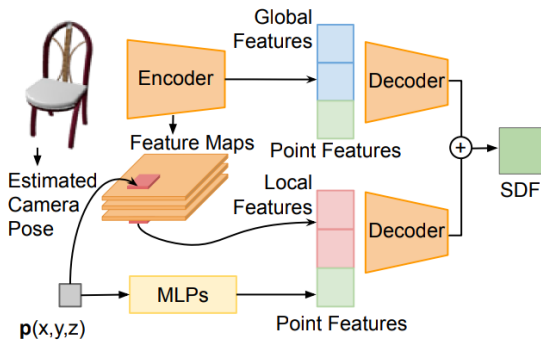 Global
Features
Encoder
Decoder
Feature Maps
Point Features
Estimated
Camera
Pose
Local
Features
SDF
Decoder
MLPs
p(x,y,z)
Point Features